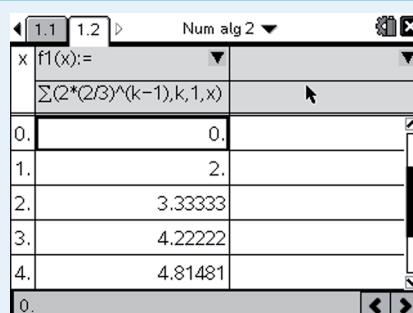 1.1 1.2 Num alg 2
x f1(x):=
∑(2*(2/3)^(k−1),k,1,x)
0. 0.
1. 2.
2. 3.33333
3. 4.22222
4. 4.81481
0.